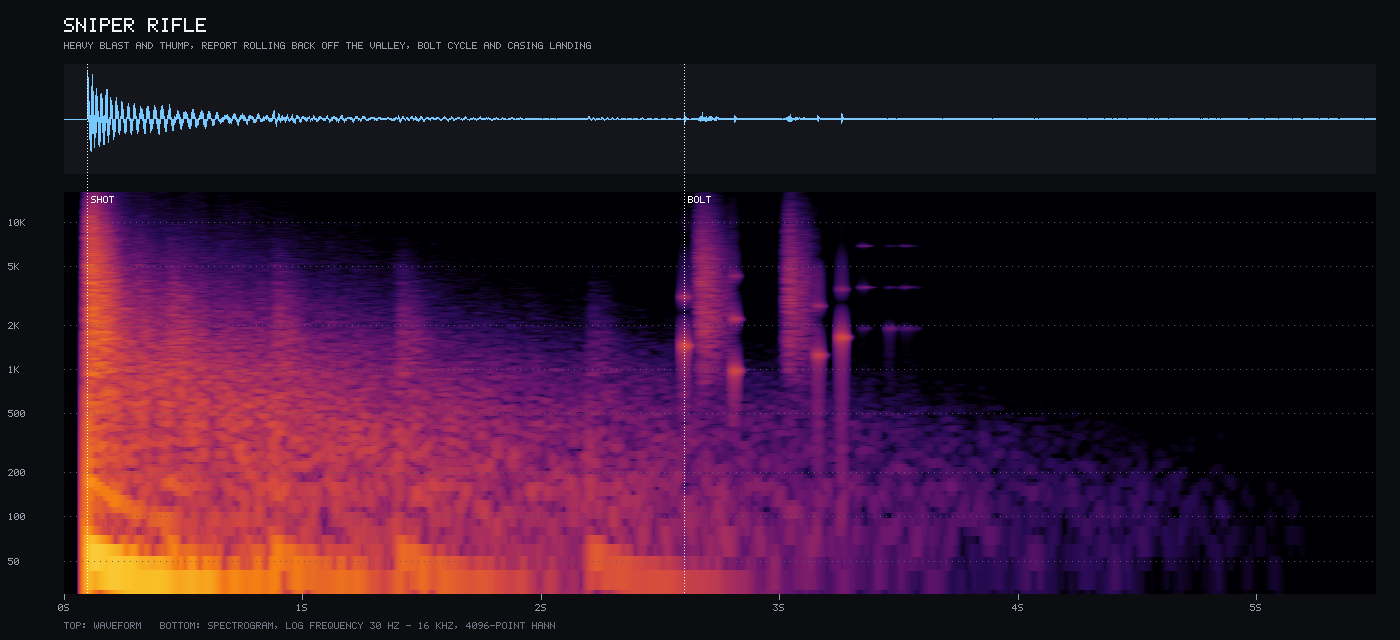 SNIPER RIFLE
HEAVY BLAST AND THUMP, REPORT ROLLING BACK OFF THE VALLEY, BOLT CYCLE AND CASING LANDING
SHOT BOLT
10K
5K
2K
1K
500
200
100
50
0S 1S 2S 3S 4S 5S
TOP: WAVEFORM BOTTOM: SPECTROGRAM, LOG FREQUENCY 30 HZ - 16 KHZ, 4096-POINT HANN